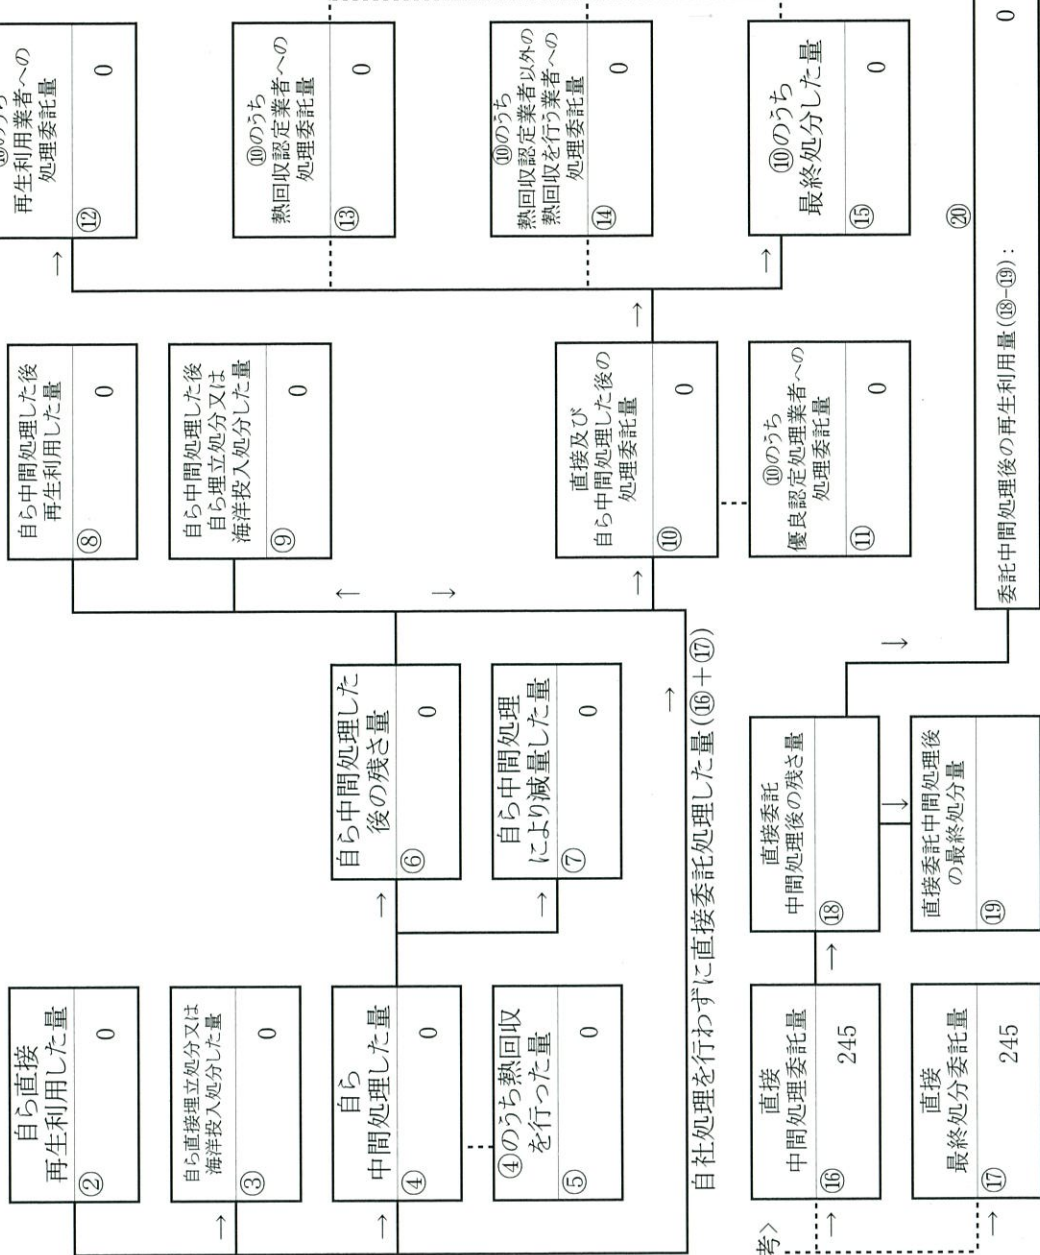 自ら直接
再生利用した量
② 0
自ら直接埋立処分又は
海洋投入処分した量
③ 0
自ら
中間処理した量
④ 0
④のうち熱回収
を行った量
⑤ 0
自ら中間処理した
後の残さ量
⑥ 0
自ら中間処理
により減量した量
⑦ 0
自ら中間処理した後
再生利用した量
⑧ 0
自ら中間処理した後
自ら埋立処分又は
海洋投入処分した量
⑨ 0
直接及び
自ら中間処理した後の
処理委託量
⑩ 0
⑩のうち
優良認定処理業者への
処理委託量
⑪ 0
⑩のうち
再生利用業者への
処理委託量
⑫ 0
⑩のうち
熱回収認定業者への
処理委託量
⑬ 0
⑩のうち
熱回収認定業者以外の
熱回収を行う業者への
処理委託量
⑭ 0
⑩のうち
最終処分した量
⑮ 0
自社処理を行わずに直接委託処理した量(⑯+⑰)
考>
直接
中間処理委託量
⑯ 245
直接
最終処分委託量
⑰ 245
直接委託
中間処理後の残さ量
⑱
直接委託中間処理後
の最終処分量
⑲
⑳
委託中間処理後の再生利用量(⑱-⑲): 0